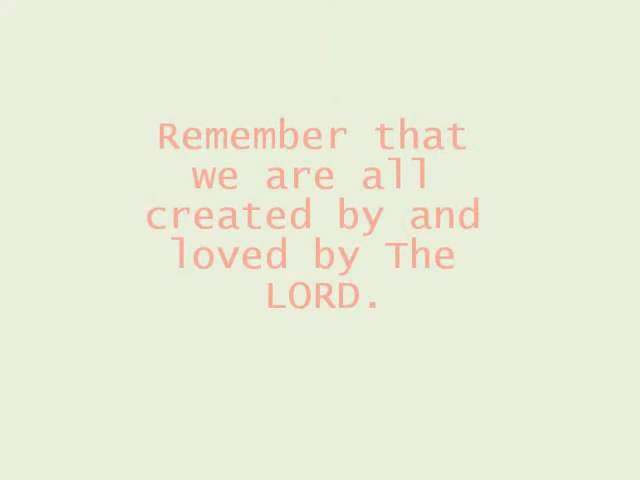 Remember that
we are all
created by and
loved by The
LORD.